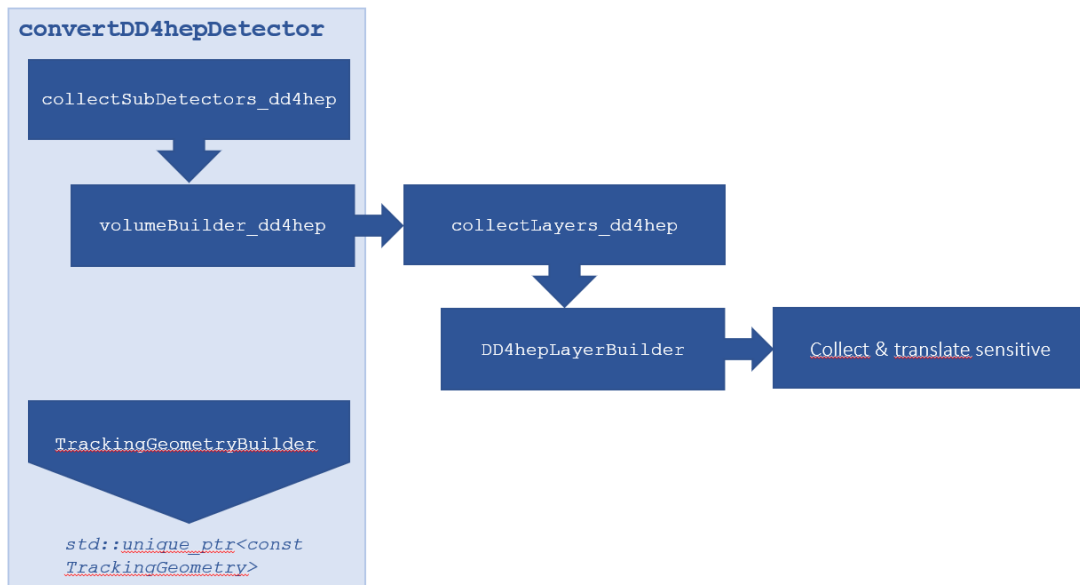 convertDD4hepDetector
collectSubDetectors_dd4hep
volumeBuilder_dd4hep
collectLayers_dd4hep
DD4hepLayerBuilder
Collect & translate sensitive
TrackingGeometryBuilder
std::unique_ptr<const
TrackingGeometry>